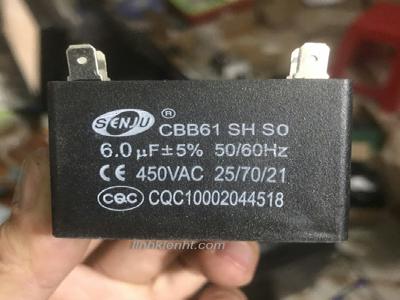 SENJU ® CBB61 SH S0
6.0 µF±5% 50/60Hz
CE 450VAC 25/70/21
CQC CQC10002044518
linhkienht.com